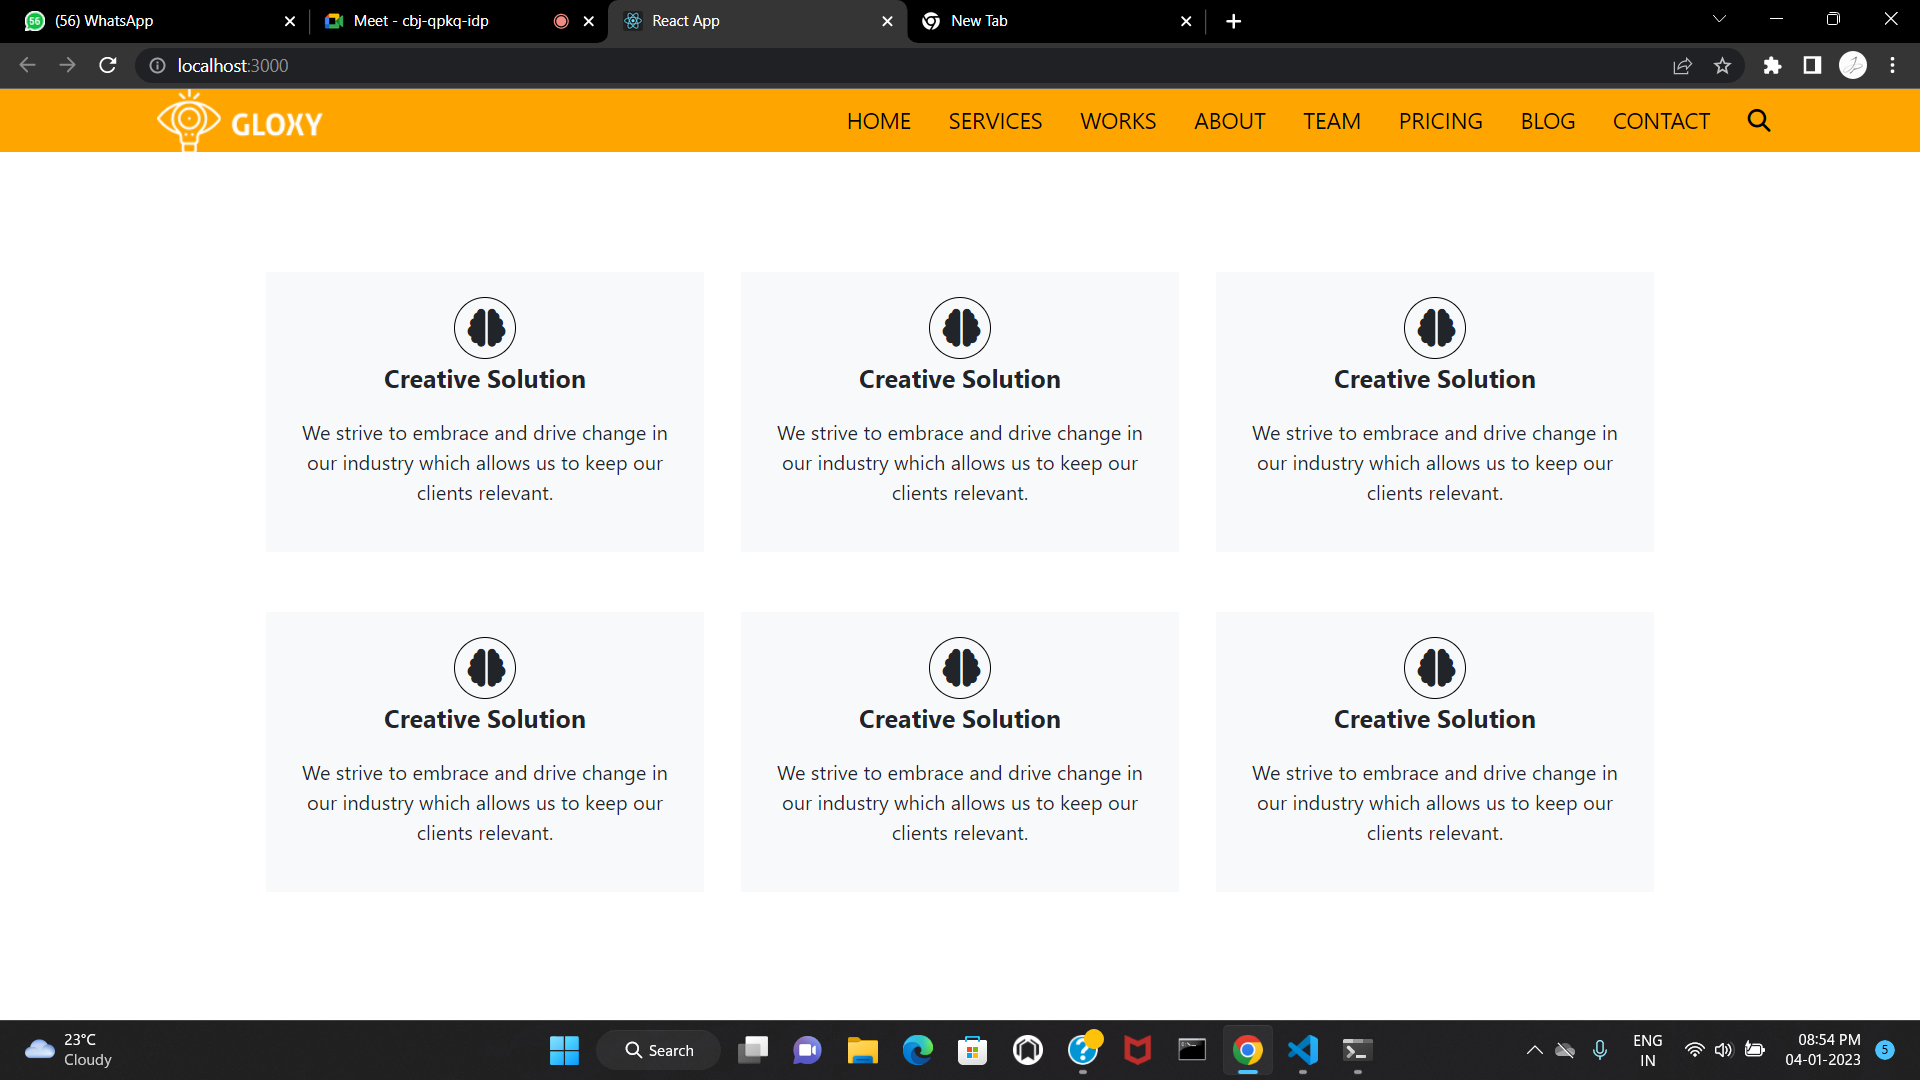 56 (56) WhatsApp
Meet - cbj-qpkq-idp
React App
New Tab
localhost:3000
GLOXY
HOME SERVICES WORKS ABOUT TEAM PRICING BLOG CONTACT
Creative Solution
We strive to embrace and drive change in
our industry which allows us to keep our
clients relevant.
Creative Solution
We strive to embrace and drive change in
our industry which allows us to keep our
clients relevant.
Creative Solution
We strive to embrace and drive change in
our industry which allows us to keep our
clients relevant.
Creative Solution
We strive to embrace and drive change in
our industry which allows us to keep our
clients relevant.
Creative Solution
We strive to embrace and drive change in
our industry which allows us to keep our
clients relevant.
Creative Solution
We strive to embrace and drive change in
our industry which allows us to keep our
clients relevant.
23°C
Cloudy
Search
ENG
IN
08:54 PM
04-01-2023
5